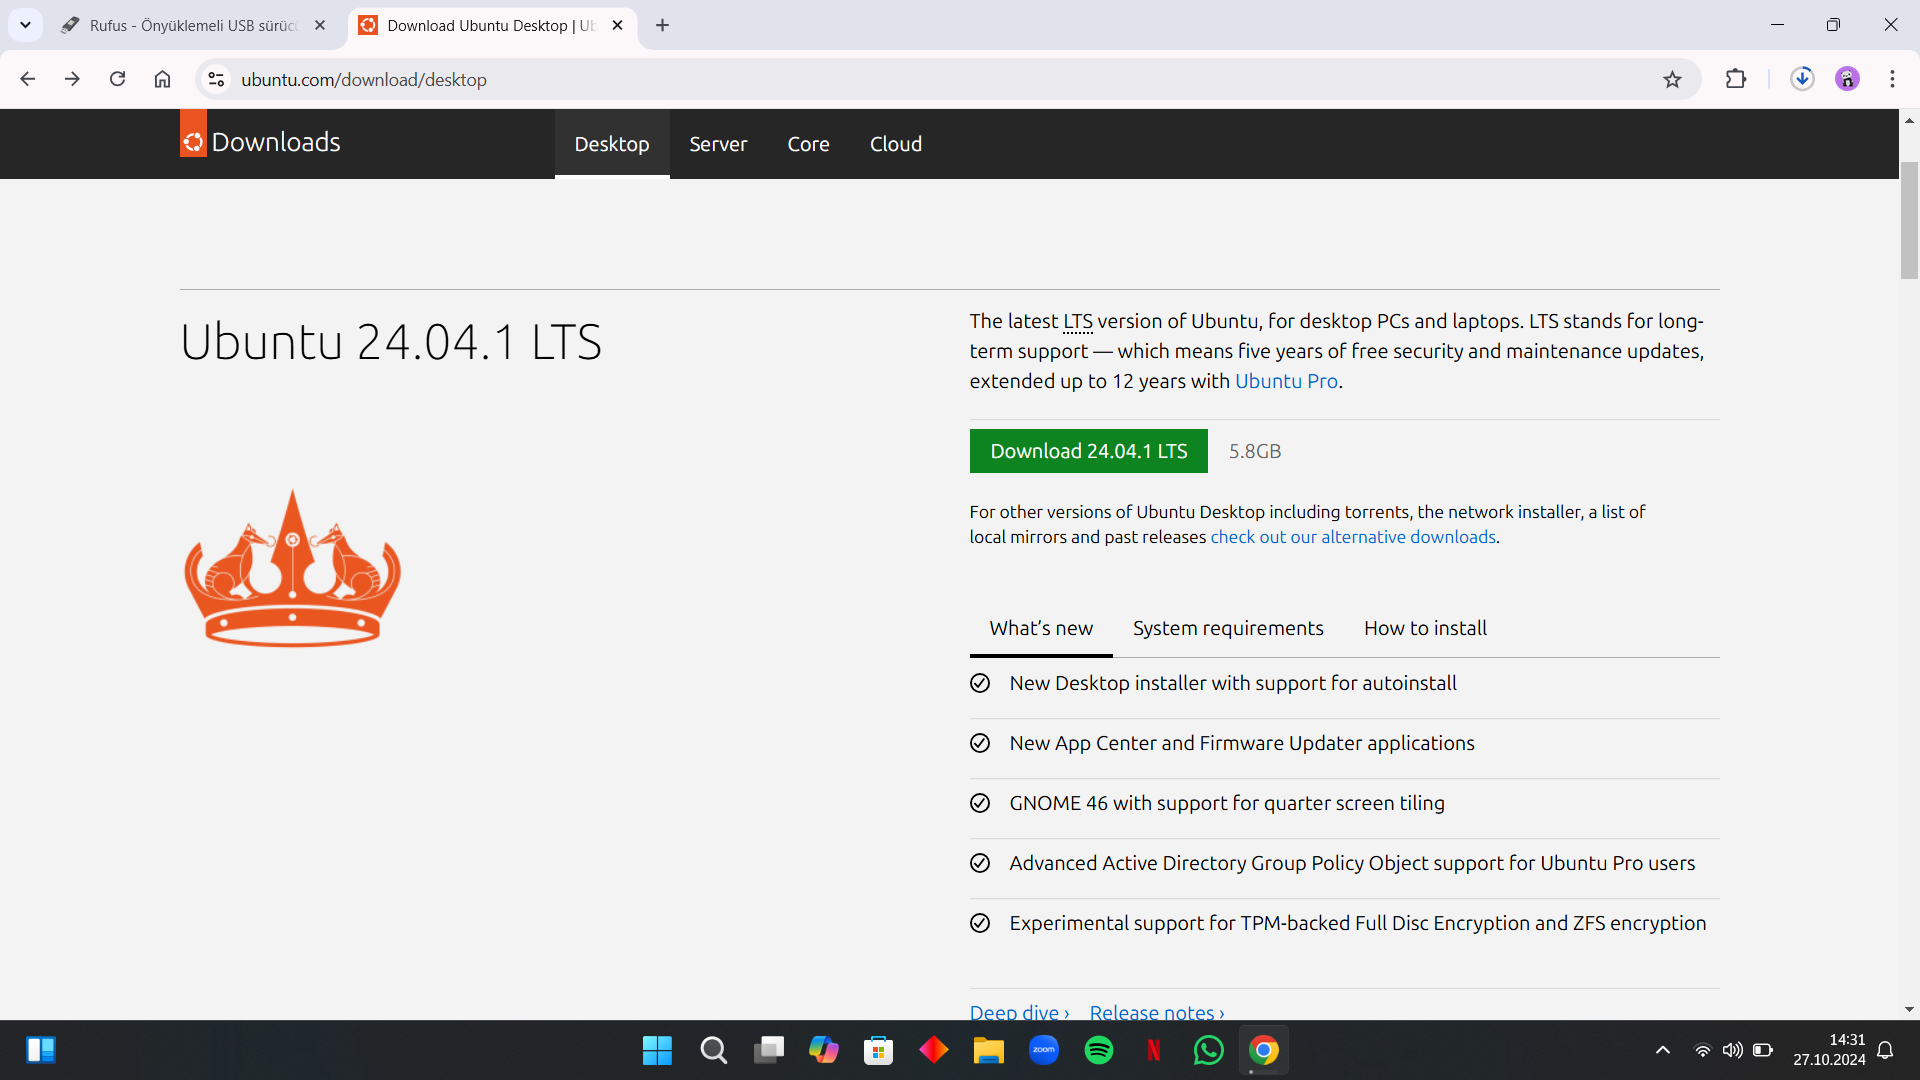 Rufus - Önyüklemeli USB sürüc
Download Ubuntu Desktop | Ub
ubuntu.com/download/desktop
Downloads
Desktop
Server
Core
Cloud
Ubuntu 24.04.1 LTS
The latest LTS version of Ubuntu, for desktop PCs and laptops. LTS stands for long-
term support — which means five years of free security and maintenance updates,
extended up to 12 years with Ubuntu Pro.
Download 24.04.1 LTS
5.8GB
For other versions of Ubuntu Desktop including torrents, the network installer, a list of
local mirrors and past releases check out our alternative downloads.
What's new
System requirements
How to install
New Desktop installer with support for autoinstall
New App Center and Firmware Updater applications
GNOME 46 with support for quarter screen tiling
Advanced Active Directory Group Policy Object support for Ubuntu Pro users
Experimental support for TPM-backed Full Disc Encryption and ZFS encryption
Deep dive ›
Release notes ›
zoom
14:31
27.10.2024